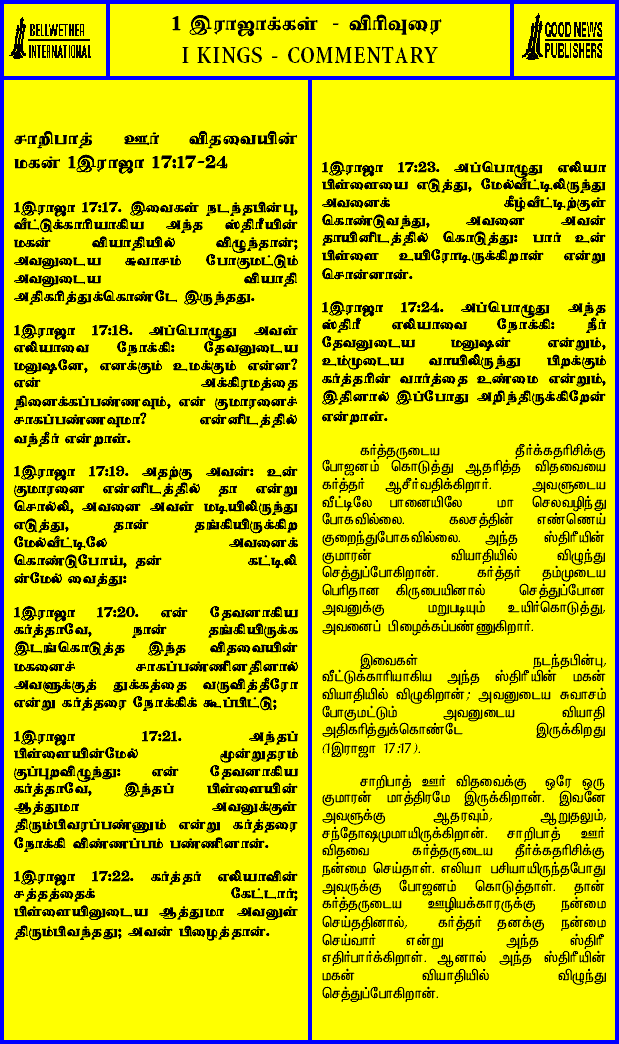 BELLWETHER
INTERNATIONAL
1 இராஜாக்கள் - விரிவுரை
I KINGS - COMMENTARY
GOOD NEWS
PUBLISHERS
சாறிபாத் ஊர் விதவையின்
மகன் 1இராஜா 17:17-24
1இராஜா 17:17. இவைகள் நடந்தபின்பு,
வீட்டுக்காரியாகிய அந்த ஸ்திரீயின்
மகன் வியாதியில் விழுந்தான்;
அவனுடைய சுவாசம் போகுமட்டும்
அவனுடைய வியாதி
அதிகரித்துக்கொண்டே இருந்தது.
1இராஜா 17:18. அப்பொழுது அவள்
எலியாவை நோக்கி: தேவனுடைய
மனுஷனே, எனக்கும் உமக்கும் என்ன?
என் அக்கிரமத்தை
நினைக்கப்பண்ணவும், என் குமாரனைச்
சாகப்பண்ணவுமா? என்னிடத்தில்
வந்தீர் என்றாள்.
1இராஜா 17:19. அதற்கு அவன்: உன்
குமாரனை என்னிடத்தில் தா என்று
சொல்லி, அவனை அவள் மடியிலிருந்து
எடுத்து, தான் தங்கியிருக்கிற
மேல்வீட்டிலே அவனைக்
கொண்டுபோய், தன் கட்டிலி
ன்மேல் வைத்து:
1இராஜா 17:20. என் தேவனாகிய
கர்த்தாவே, நான் தங்கியிருக்க
இடங்கொடுத்த இந்த விதவையின்
மகனைச் சாகப்பண்ணினதினால்
அவளுக்குத் துக்கத்தை வருவித்தீரோ
என்று கர்த்தரை நோக்கிக் கூப்பிட்டு;
1இராஜா 17:21. அந்தப்
பிள்ளையின்மேல் மூன்றுதரம்
குப்புறவிழுந்து: என் தேவனாகிய
கர்த்தாவே, இந்தப் பிள்ளையின்
ஆத்துமா அவனுக்குள்
திரும்பிவரப்பண்ணும் என்று கர்த்தரை
நோக்கி விண்ணப்பம் பண்ணினான்.
1இராஜா 17:22. கர்த்தர் எலியாவின்
சத்தத்தைக் கேட்டார்;
பிள்ளையினுடைய ஆத்துமா அவனுள்
திரும்பிவந்தது; அவன் பிழைத்தான்.
1இராஜா 17:23. அப்பொழுது எலியா
பிள்ளையை எடுத்து, மேல்வீட்டிலிருந்து
அவனைக் கீழ்வீட்டிற்குள்
கொண்டுவந்து, அவனை அவன்
தாயினிடத்தில் கொடுத்து: பார் உன்
பிள்ளை உயிரோடிருக்கிறான் என்று
சொன்னான்.
1இராஜா 17:24. அப்பொழுது அந்த
ஸ்திரீ எலியாவை நோக்கி: நீர்
தேவனுடைய மனுஷன் என்றும்,
உம்முடைய வாயிலிருந்து பிறக்கும்
கர்த்தரின் வார்த்தை உண்மை என்றும்,
இதினால் இப்போது அறிந்திருக்கிறேன்
என்றாள்.
கர்த்தருடைய தீர்க்கதரிசிக்கு
போஜனம் கொடுத்து ஆதரித்த விதவையை
கர்த்தர் ஆசீர்வதிக்கிறார். அவளுடைய
வீட்டிலே பானையிலே மா செலவழிந்து
போகவில்லை. கலசத்தின் எண்ணெய்
குறைந்துபோகவில்லை. அந்த ஸ்திரீயின்
குமாரன் வியாதியில் விழுந்து
செத்துப்போகிறான். கர்த்தர் தம்முடைய
பெரிதான கிருபையினால் செத்துப்போன
அவனுக்கு மறுபடியும் உயிர்கொடுத்து,
அவனைப் பிழைக்கப்பண்ணுகிறார்.
இவைகள் நடந்தபின்பு,
வீட்டுக்காரியாகிய அந்த ஸ்திரீயின் மகன்
வியாதியில் விழுகிறான்; அவனுடைய சுவாசம்
போகுமட்டும் அவனுடைய வியாதி
அதிகரித்துக்கொண்டே இருக்கிறது
(1இராஜா 17:17).
சாறிபாத் ஊர் விதவைக்கு ஒரே ஒரு
குமாரன் மாத்திரமே இருக்கிறான். இவனே
அவளுக்கு ஆதரவும், ஆறுதலும்,
சந்தோஷமுமாயிருக்கிறான். சாறிபாத் ஊர்
விதவை கர்த்தருடைய தீர்க்கதரிசிக்கு
நன்மை செய்தாள். எலியா பசியாயிருந்தபோது
அவருக்கு போஜனம் கொடுத்தாள். தான்
கர்த்தருடைய ஊழியக்காரருக்கு நன்மை
செய்ததினால், கர்த்தர் தனக்கு நன்மை
செய்வார் என்று அந்த ஸ்திரீ
எதிர்பார்க்கிறாள். ஆனால் அந்த ஸ்திரீயின்
மகன் வியாதியில் விழுந்து
செத்துப்போகிறான்.